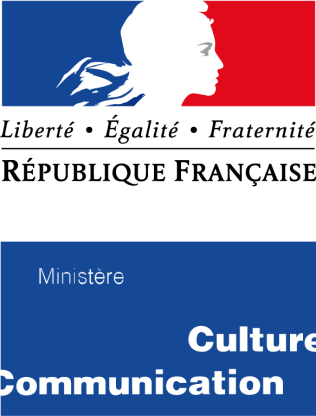 Liberté • Égalité • Fraternité
RÉPUBLIQUE FRANÇAISE
Ministère
Culture
Communication